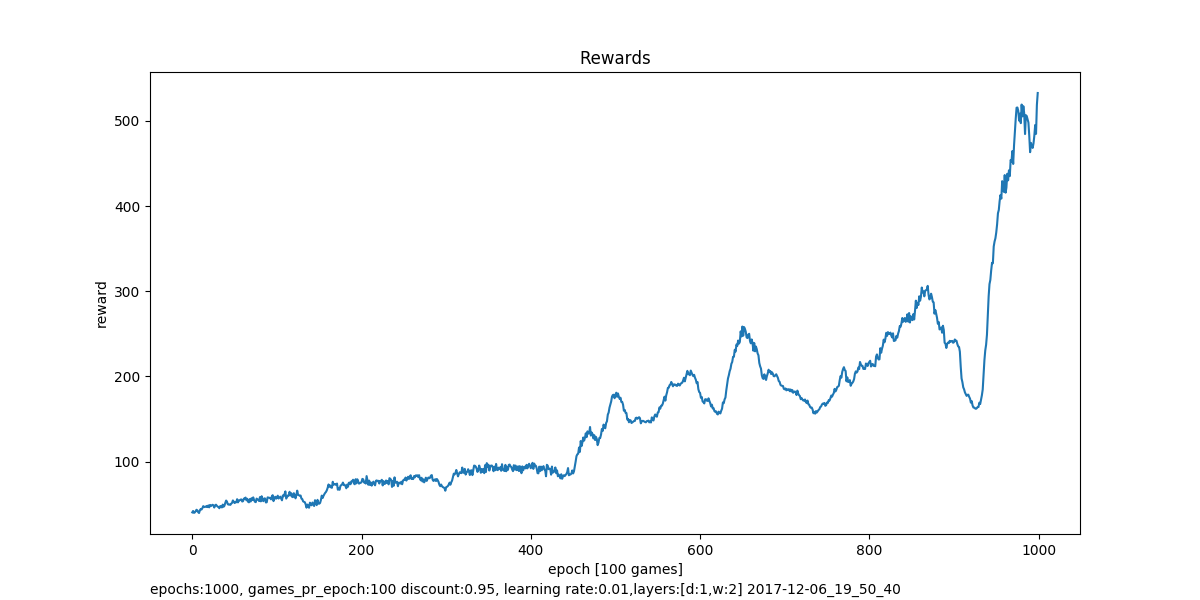 Rewards
500
400
300
200
100
reward
0 200 400 600 800 1000
epoch [100 games]
epochs:1000, games_pr_epoch:100 discount:0.95, learning rate:0.01,layers:[d:1,w:2] 2017-12-06_19_50_40